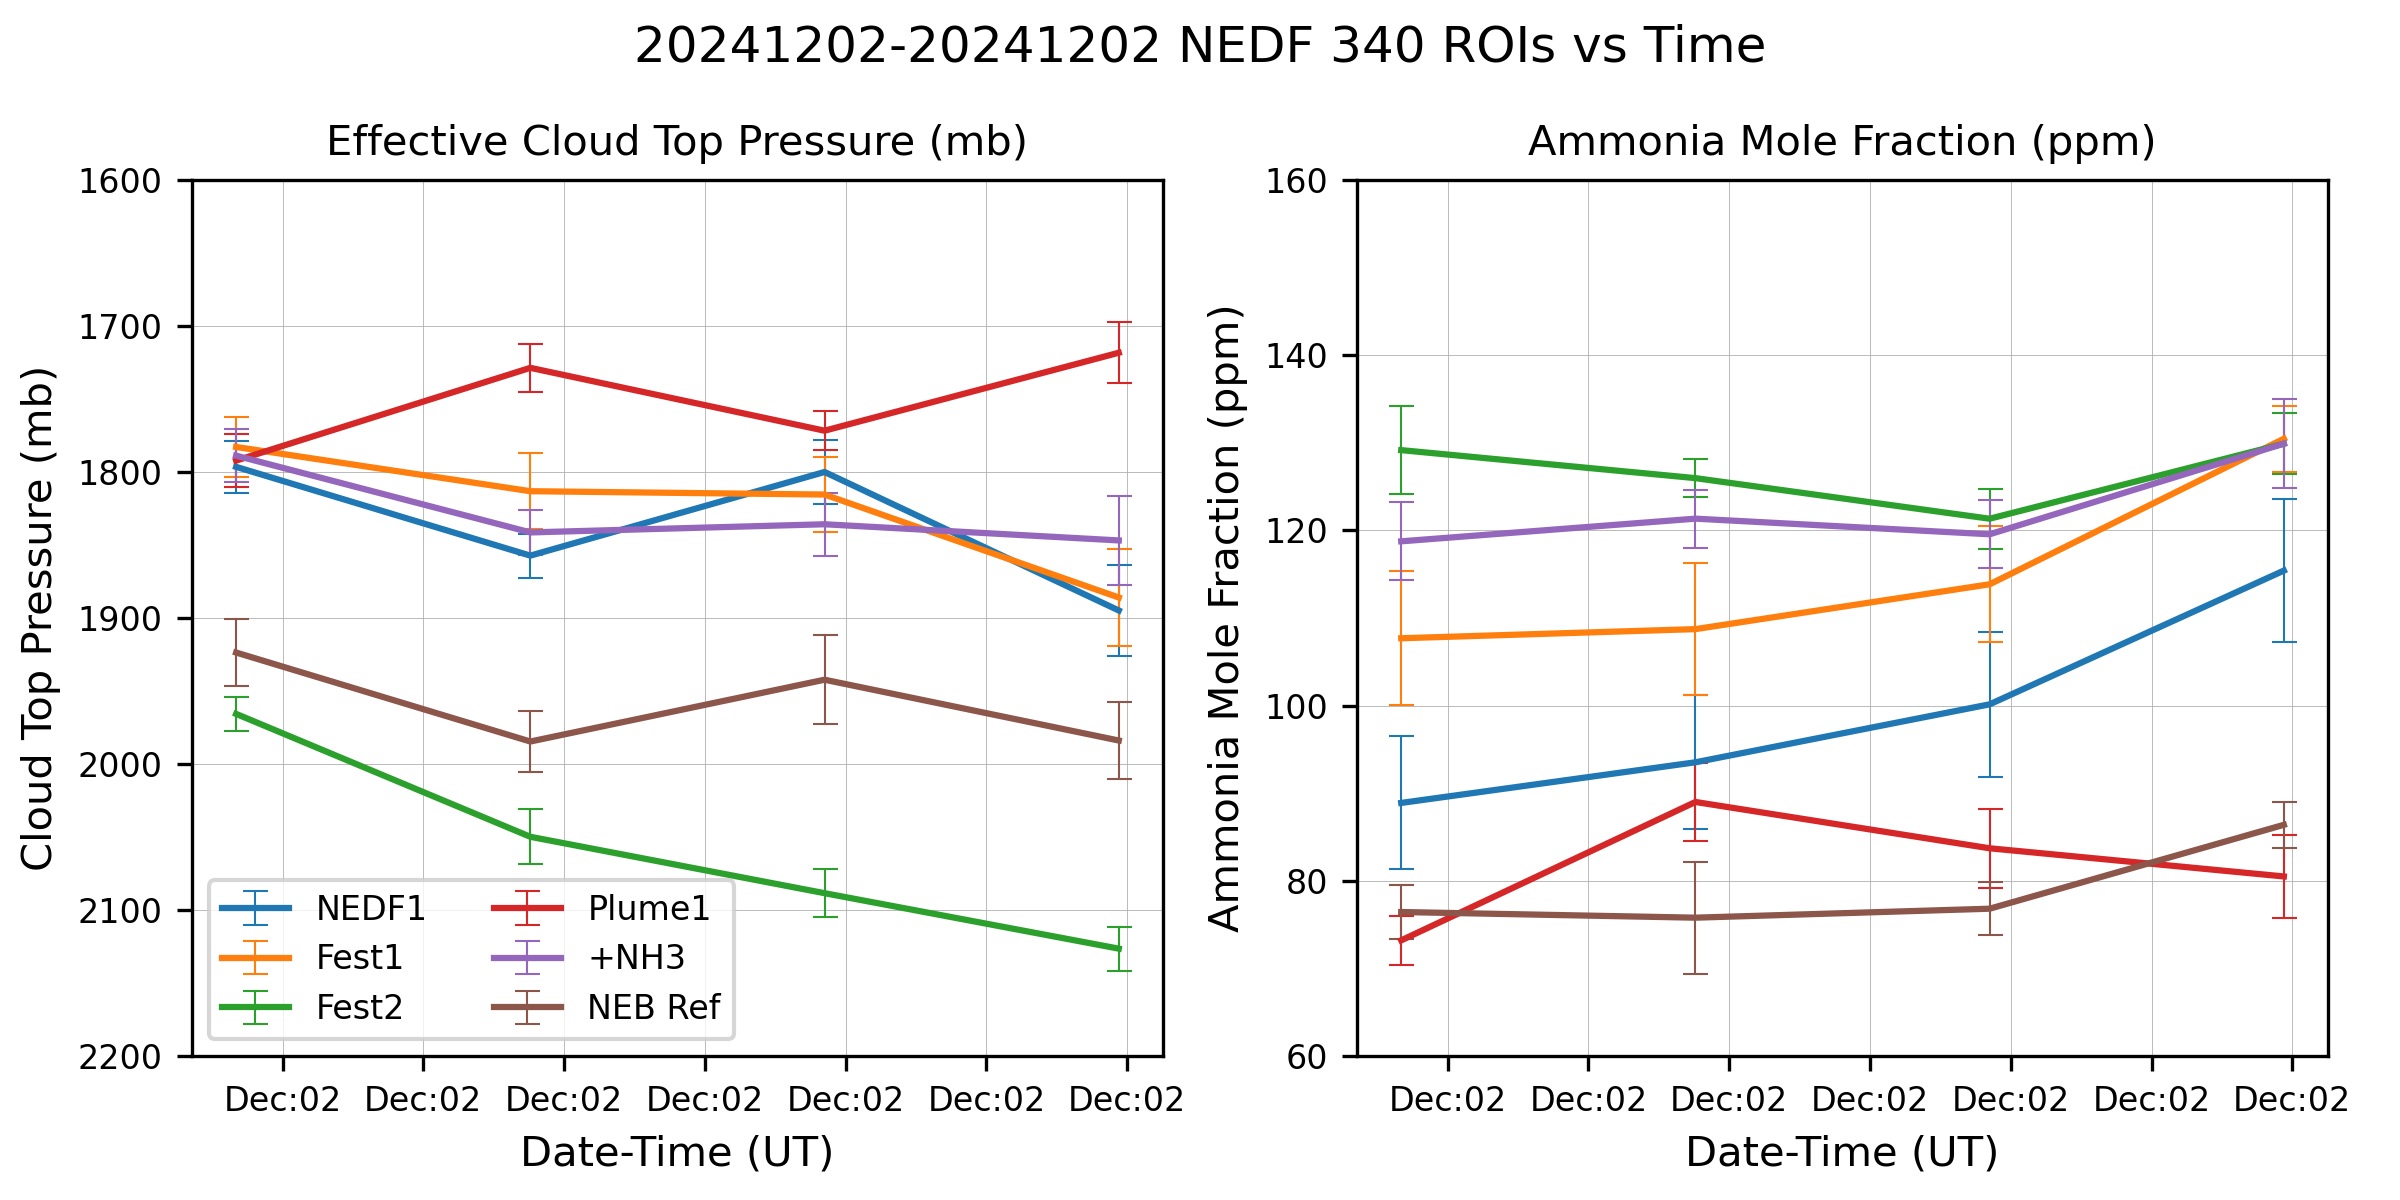 20241202-20241202 NEDF 340 ROIs vs Time
Effective Cloud Top Pressure (mb)
Cloud Top Pressure (mb)
1600
1700
1800
1900
2000
2100
2200
NEDF1
Fest1
Fest2
Plume1
+NH3
NEB Ref
Dec:02 Dec:02 Dec:02 Dec:02 Dec:02 Dec:02 Dec:02
Date-Time (UT)
Ammonia Mole Fraction (ppm)
Ammonia Mole Fraction (ppm)
160
140
120
100
80
60
Dec:02 Dec:02 Dec:02 Dec:02 Dec:02 Dec:02 Dec:02
Date-Time (UT)